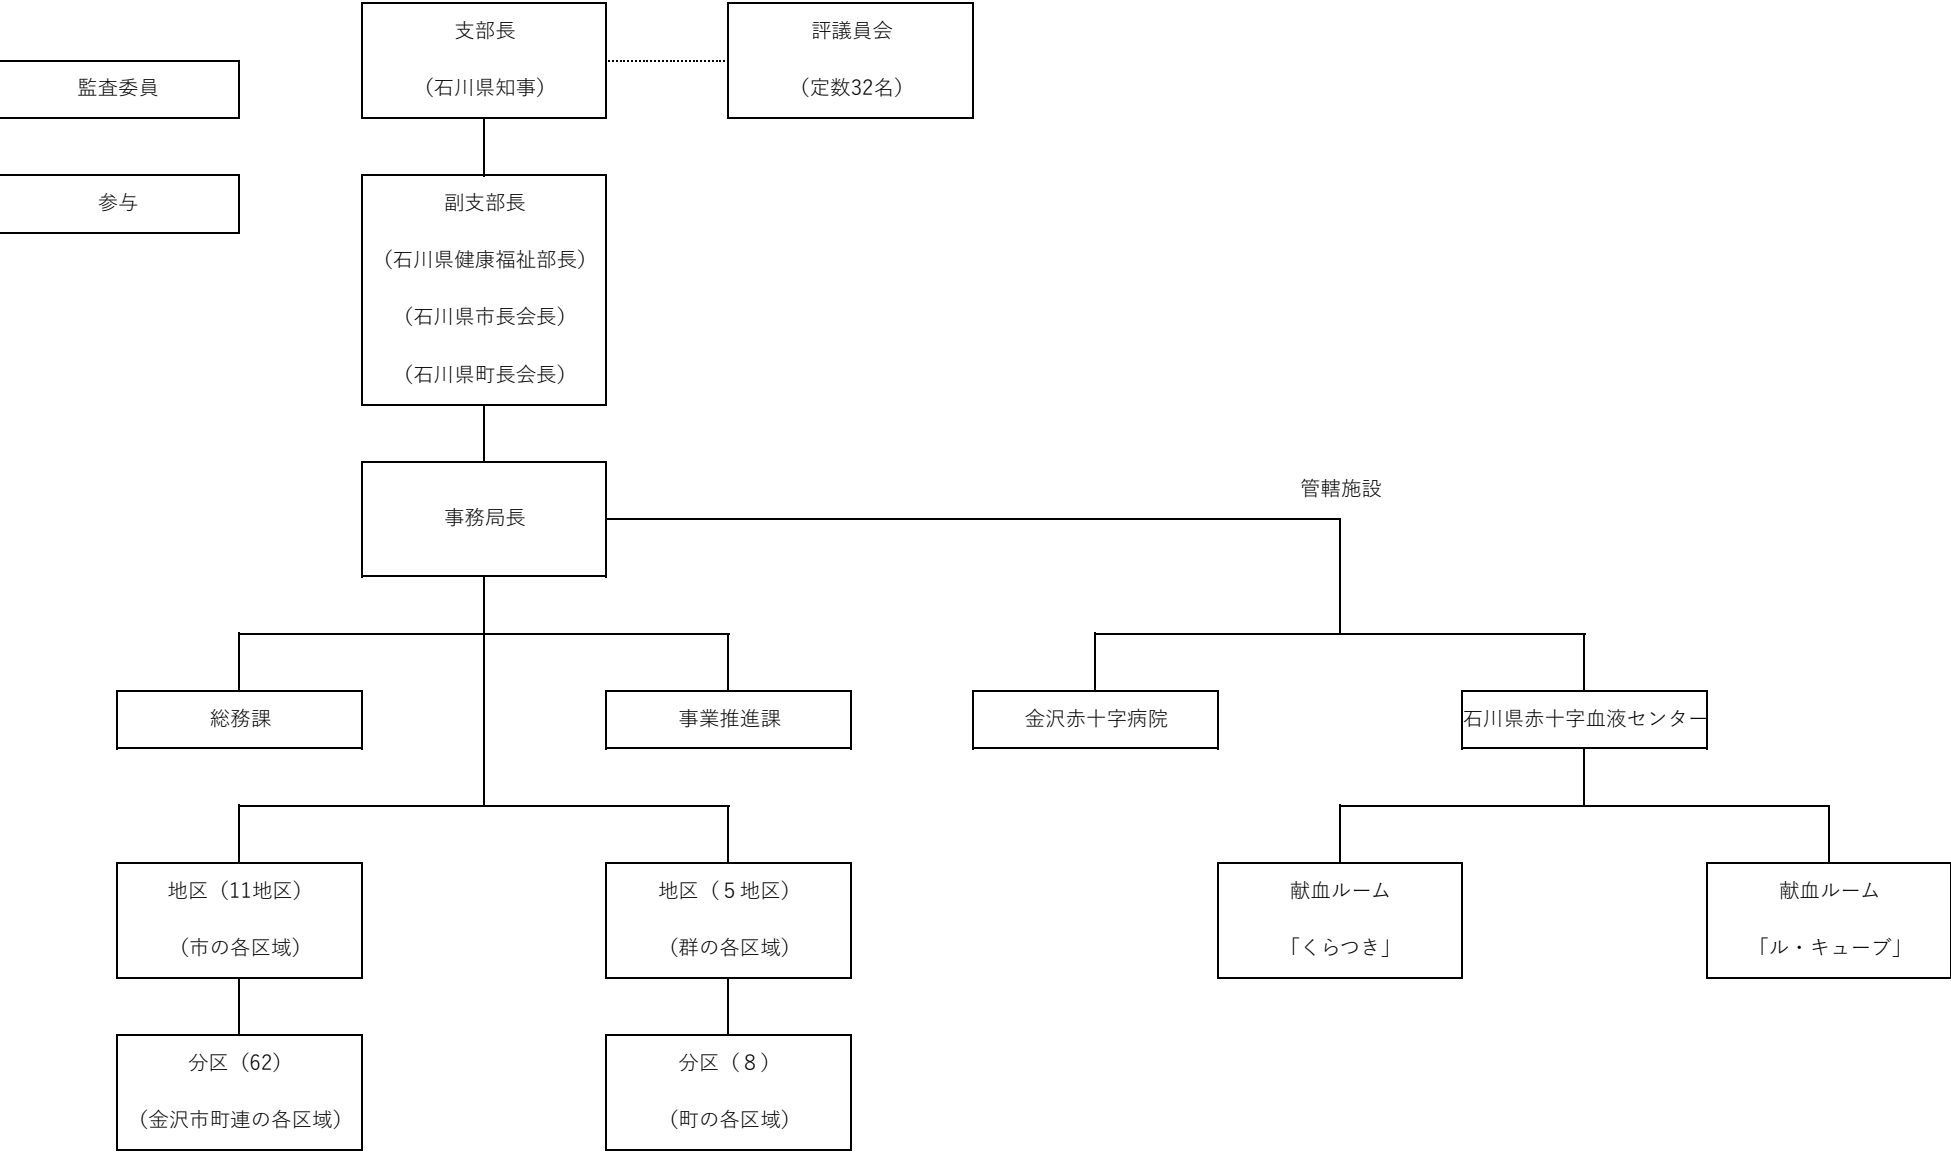 支部長
（石川県知事）
評議員会
（定数32名）
監査委員
参与
副支部長
（石川県健康福祉部長）
（石川県市長会長）
（石川県町長会長）
事務局長
管轄施設
総務課
事業推進課
金沢赤十字病院
石川県赤十字血液センター
地区（11地区）
（市の各区域）
地区（５地区）
（群の各区域）
献血ルーム
「くらつき」
献血ルーム
「ル・キューブ」
分区（62）
（金沢市町連の各区域）
分区（８）
（町の各区域）